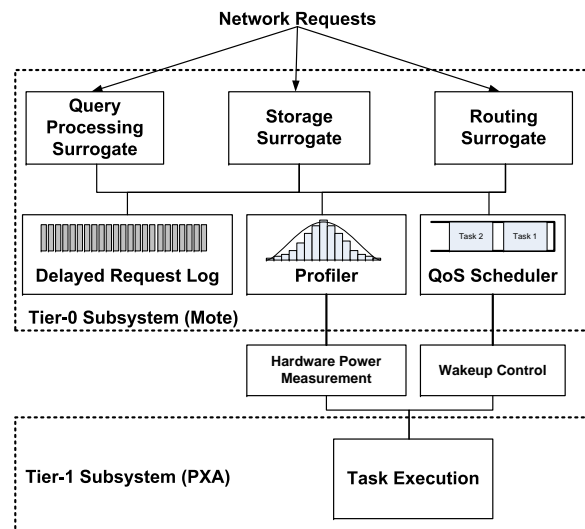 Network Requests
Query
Processing
Surrogate
Storage
Surrogate
Routing
Surrogate
Delayed Request Log
Profiler
Task 2
Task 1
QoS Scheduler
Tier-0 Subsystem (Mote)
Hardware Power
Measurement
Wakeup Control
Tier-1 Subsystem (PXA)
Task Execution